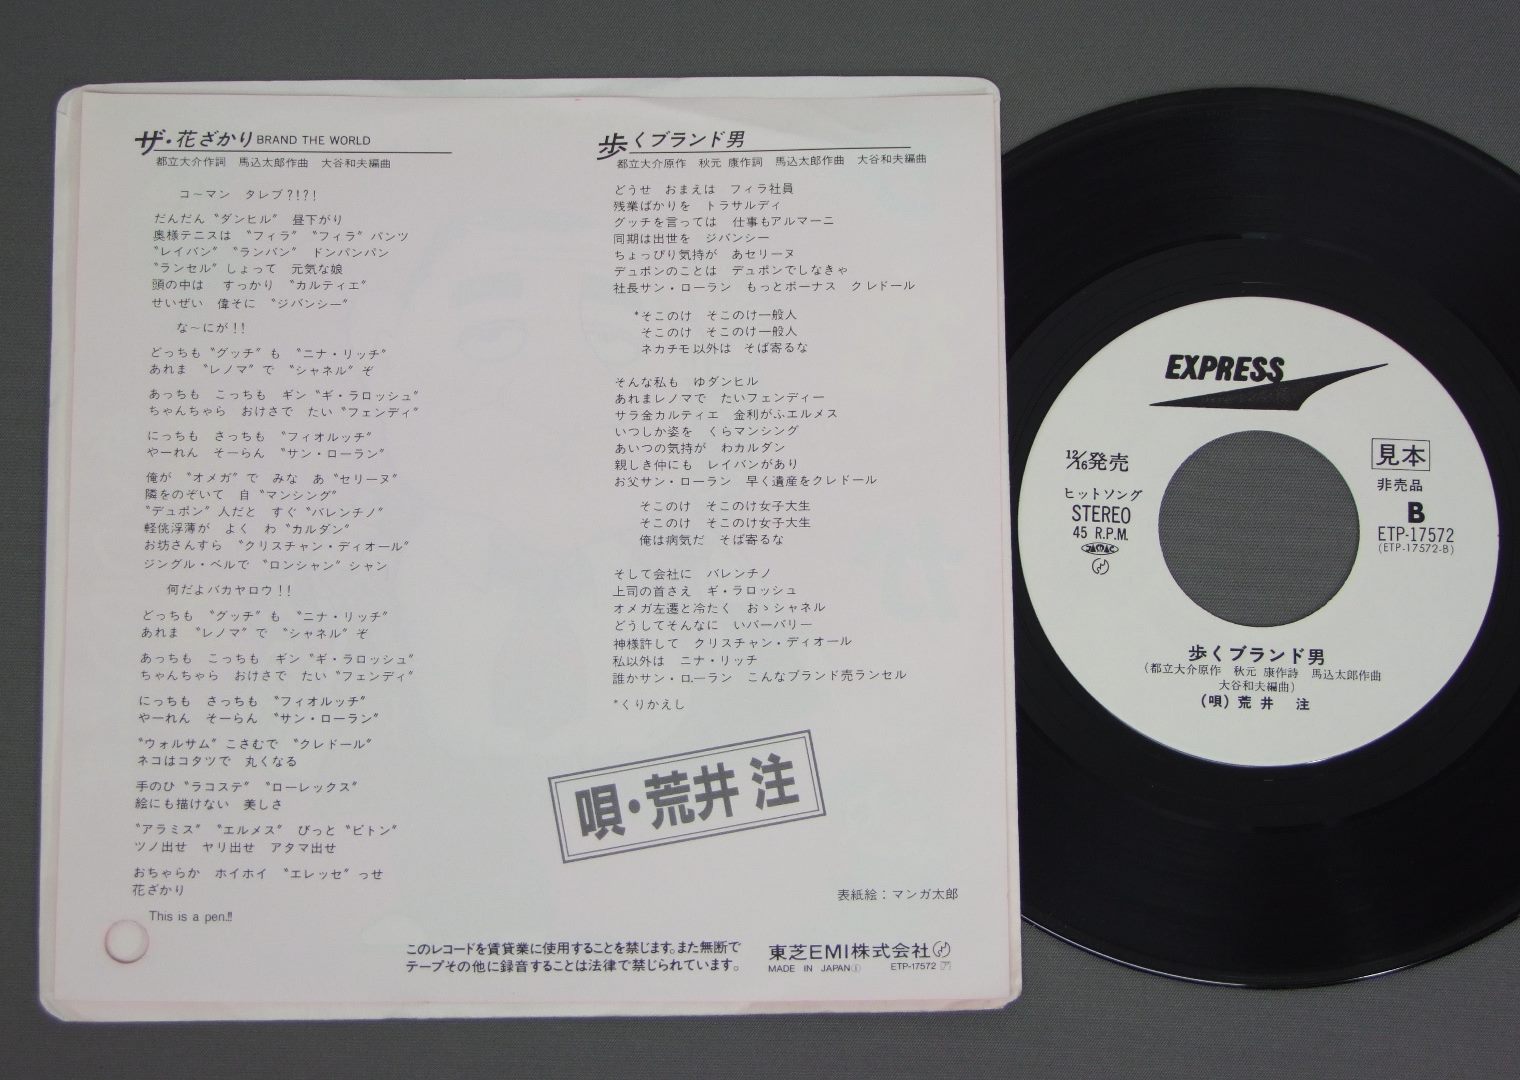 ザ・花ざかり BRAND THE WORLD
都立大介作詞 馬込太郎作曲 大谷和夫編曲
コ〜マン タレブ?!?!
だんだん〝ダンヒル〟昼下がり
奥様テニスは 〝フィラ〟〝フィラ〟パンツ
〝レイバン〟〝ランバン〟 ドンパンパン
〝ランセル〟しょって 元気な娘
頭の中は すっかり 〝カルティエ〟
せいぜい 偉そに 〝ジバンシー〟
な〜にが!!
どっちも〝グッチ〟も 〝ニナ・リッチ〟
あれま 〝レノマ〟で 〝シャネル〟ぞ
あっちも こっちも ギン〝ギ・ラロッシュ〟
ちゃんちゃら おけさで たい〝フェンディ〟
にっちも さっちも 〝フィオルッチ〟
やーれん そーらん 〝サン・ローラン〟
俺が 〝オメガ〟で みな あ〝セリーヌ〟
隣をのぞいて 自〝マンシング〟
〝デュポン〟人だと すぐ〝バレンチノ〟
軽佻浮薄が よく わ〝カルダン〟
お坊さんすら 〝クリスチャン・ディオール〟
ジングル・ベルで 〝ロンシャン〟シャン
何だよバカヤロウ!!
どっちも 〝グッチ〟も 〝ニナ・リッチ〟
あれま 〝レノマ〟で 〝シャネル〟ぞ
あっちも こっちも ギン〝ギ・ラロッシュ〟
ちゃんちゃら おけさで たい〝フェンディ〟
にっちも さっちも 〝フィオルッチ〟
やーれん そーらん 〝サン・ローラン〟
〝ウォルサム〟こさむで 〝クレドール〟
ネコはコタツで 丸くなる
手のひ〝ラコステ〟 〝ローレックス〟
絵にも描けない 美しさ
〝アラミス〟 〝エルメス〟 びっと〝ビトン〟
ツノ出せ ヤリ出せ アタマ出せ
おちゃらか ホイホイ 〝エレッセ〟っせ
花ざかり
This is a pen.!!
歩くブランド男
都立大介原作 秋元 康作詞 馬込太郎作曲 大谷和夫編曲
どうせ おまえは フィラ社員
残業ばかりを トラサルディ
グッチを言っては 仕事もアルマーニ
同期は出世を ジバンシー
ちょっぴり気持が あセリーヌ
デュポンのことは デュポンでしなきゃ
社長サン・ローラン もっとボーナス クレドール
*そこのけ そこのけ一般人
そこのけ そこのけ一般人
ネカチモ以外は そば寄るな
そんな私も ゆダンヒル
あれまレノマで たいフェンディー
サラ金カルティエ 金利がふエルメス
いつしか姿を くらマンシング
あいつの気持が わカルダン
親しき仲にも レイバンがあり
お父サン・ローラン 早く遺産をクレドール
そこのけ そこのけ女子大生
そこのけ そこのけ女子大生
俺は病気だ そば寄るな
そして会社に バレンチノ
上司の首さえ ギ・ラロッシュ
オメガ左遷と冷たく おゝシャネル
どうしてそんなに いバーバリー
神様許して クリスチャン・ディオール
私以外は ニナ・リッチ
誰かサン・ローラン こんなブランド売ランセル
*くりかえし
唄・荒井 注
表紙絵:マンガ太郎
このレコードを賃貸業に使用することを禁じます。また無断で
テープその他に録音することは法律で禁じられています。
東芝EMI株式会社
MADE IN JAPAN ETP-17572
EXPRESS
12/16発売
ヒットソング
STEREO
45 R.P.M.
見本
非売品
B
ETP-17572
(ETP-17572-B)
歩くブランド男
(都立大介原作 秋元 康作詩 馬込太郎作曲
大谷和夫編曲)
(唄)荒井 注